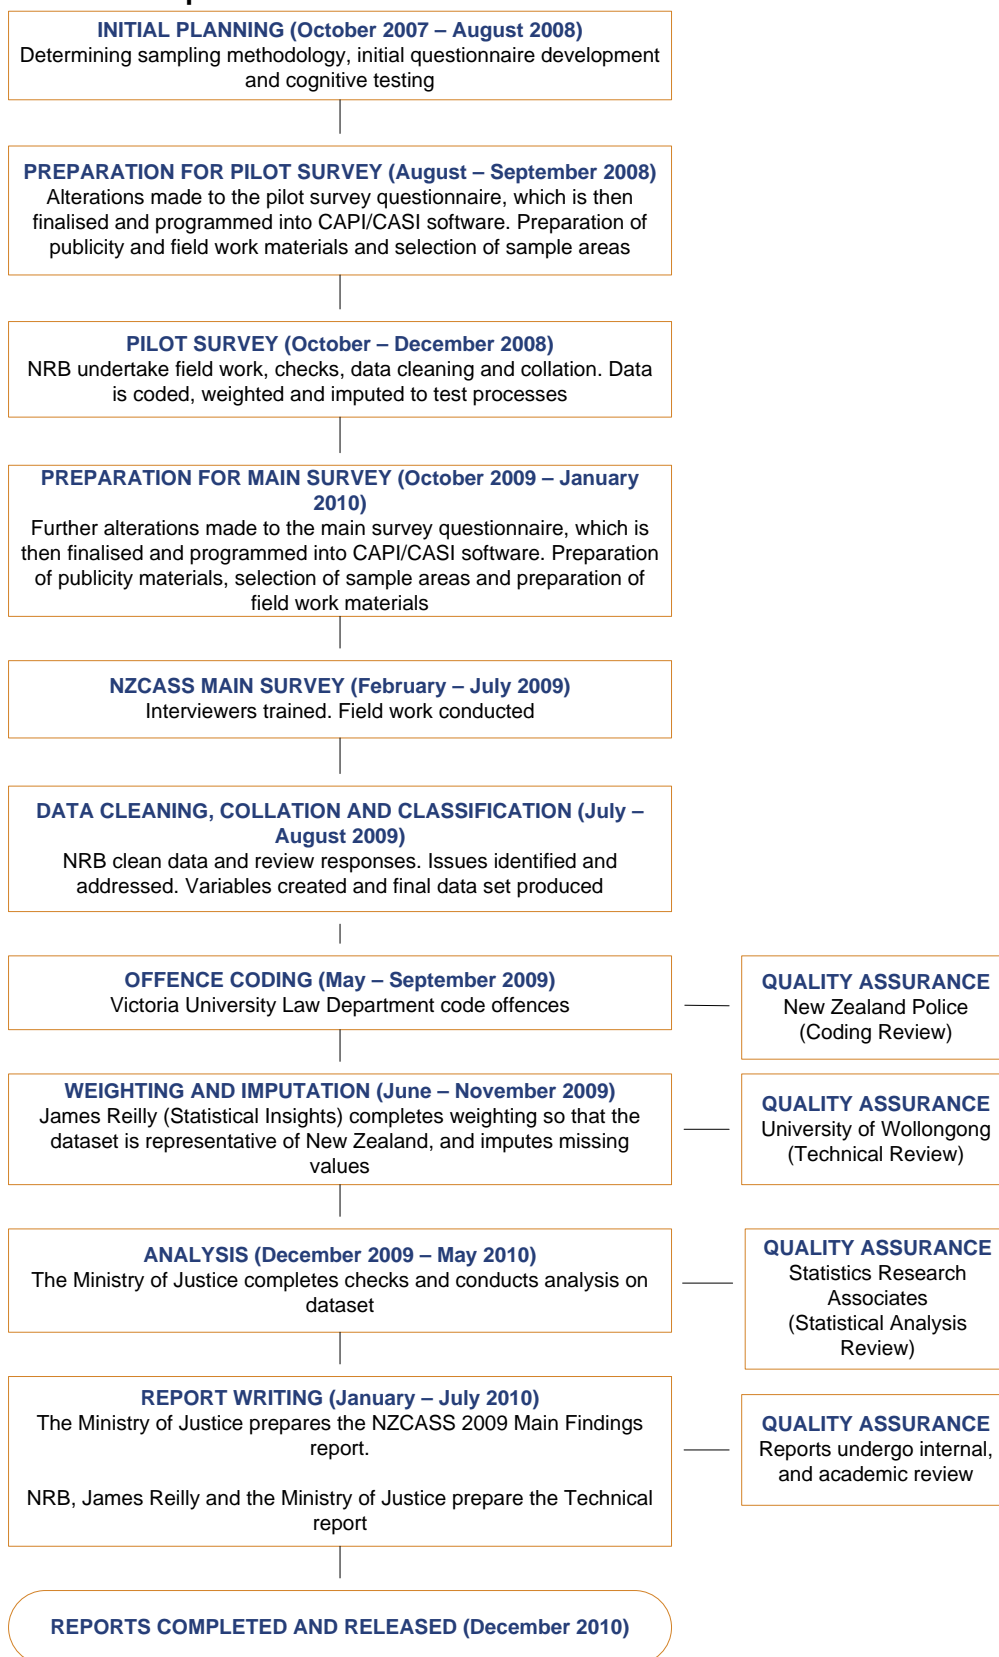 INITIAL PLANNING (October 2007 – August 2008)
Determining sampling methodology, initial questionnaire development
and cognitive testing
PREPARATION FOR PILOT SURVEY (August – September 2008)
Alterations made to the pilot survey questionnaire, which is then
finalised and programmed into CAPI/CASI software. Preparation of
publicity and field work materials and selection of sample areas
PILOT SURVEY (October – December 2008)
NRB undertake field work, checks, data cleaning and collation. Data
is coded, weighted and imputed to test processes
PREPARATION FOR MAIN SURVEY (October 2009 – January
2010)
Further alterations made to the main survey questionnaire, which is
then finalised and programmed into CAPI/CASI software. Preparation
of publicity materials, selection of sample areas and preparation of
field work materials
NZCASS MAIN SURVEY (February – July 2009)
Interviewers trained. Field work conducted
DATA CLEANING, COLLATION AND CLASSIFICATION (July –
August 2009)
NRB clean data and review responses. Issues identified and
addressed. Variables created and final data set produced
OFFENCE CODING (May – September 2009)
Victoria University Law Department code offences
QUALITY ASSURANCE
New Zealand Police
(Coding Review)
WEIGHTING AND IMPUTATION (June – November 2009)
James Reilly (Statistical Insights) completes weighting so that the
dataset is representative of New Zealand, and imputes missing
values
QUALITY ASSURANCE
University of Wollongong
(Technical Review)
ANALYSIS (December 2009 – May 2010)
The Ministry of Justice completes checks and conducts analysis on
dataset
QUALITY ASSURANCE
Statistics Research
Associates
(Statistical Analysis
Review)
REPORT WRITING (January – July 2010)
The Ministry of Justice prepares the NZCASS 2009 Main Findings
report.
NRB, James Reilly and the Ministry of Justice prepare the Technical
report
QUALITY ASSURANCE
Reports undergo internal,
and academic review
REPORTS COMPLETED AND RELEASED (December 2010)